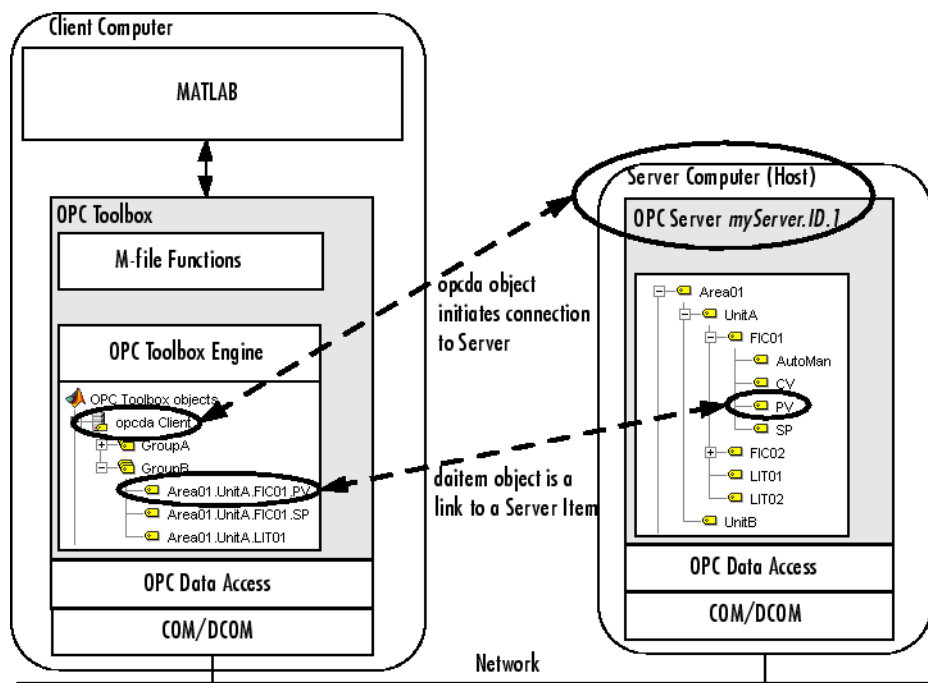 Client Computer
MATLAB
OPC Toolbox
M-file Functions
OPC Toolbox Engine
OPC Toolbox objects
opcda Client
GroupA
GroupB
Area01.UnitA.FIC01.PV
Area01.UnitA.FIC01.SP
Area01.UnitA.LIT01
OPC Data Access
COM/DCOM
opcda object
initiates connection
to Server
daitem object is a
link to a Server Item
Server Computer (Host)
OPC Server myServer.ID.1
Area01
UnitA
FIC01
AutoMan
CV
PV
SP
FIC02
LIT01
LIT02
UnitB
OPC Data Access
COM/DCOM
Network